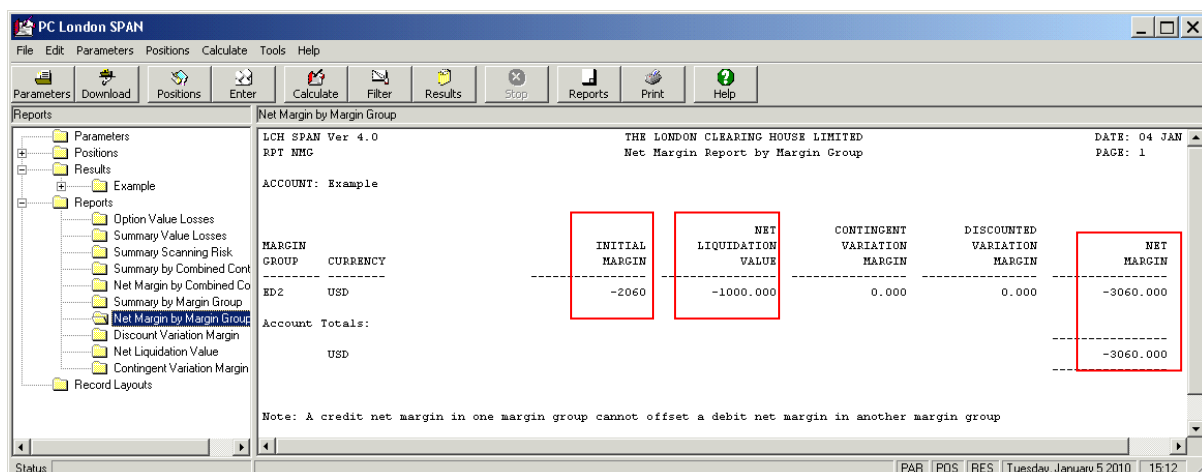 PC London SPAN
File Edit Parameters Positions Calculate Tools Help
Parameters Download Positions Enter Calculate Filter Results Stop Reports Print Help
Reports
Net Margin by Margin Group
Parameters
Positions
Results
Example
Reports
Option Value Losses
Summary Value Losses
Summary Scanning Risk
Summary by Combined Cont
Net Margin by Combined Co
Summary by Margin Group
Net Margin by Margin Group
Discount Variation Margin
Net Liquidation Value
Contingent Variation Margin
Record Layouts
LCH SPAN Ver 4.0 THE LONDON CLEARING HOUSE LIMITED DATE: 04 JAN
RPT NMG Net Margin Report by Margin Group PAGE: 1
ACCOUNT: Example
NET CONTINGENT DISCOUNTED
MARGIN INITIAL LIQUIDATION VARIATION VARIATION NET
GROUP CURRENCY MARGIN VALUE MARGIN MARGIN MARGIN
ED2 USD -2060 -1000.000 0.000 0.000 -3060.000
Account Totals:
USD -3060.000
Note: A credit net margin in one margin group cannot offset a debit net margin in another margin group
Status PAR POS RES Tuesday, January 5 2010 15:12